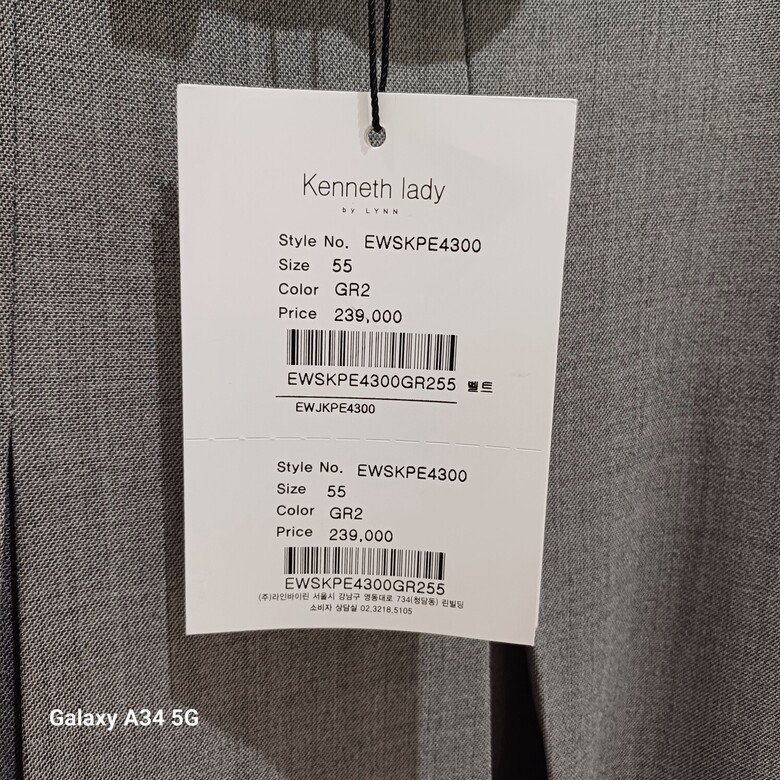 Kenneth lady
by LYNN
Style No. EWSKPE4300
Size 55
Color GR2
Price 239,000
EWSKPE4300GR255 벨트
EWJKPE4300
Style No. EWSKPE4300
Size 55
Color GR2
Price 239,000
EWSKPE4300GR255
(주)라인바이린 서울시 강남구 영동대로 734(청담동) 린빌딩
소비자 상담실 02.3218.5105
Galaxy A34 5G